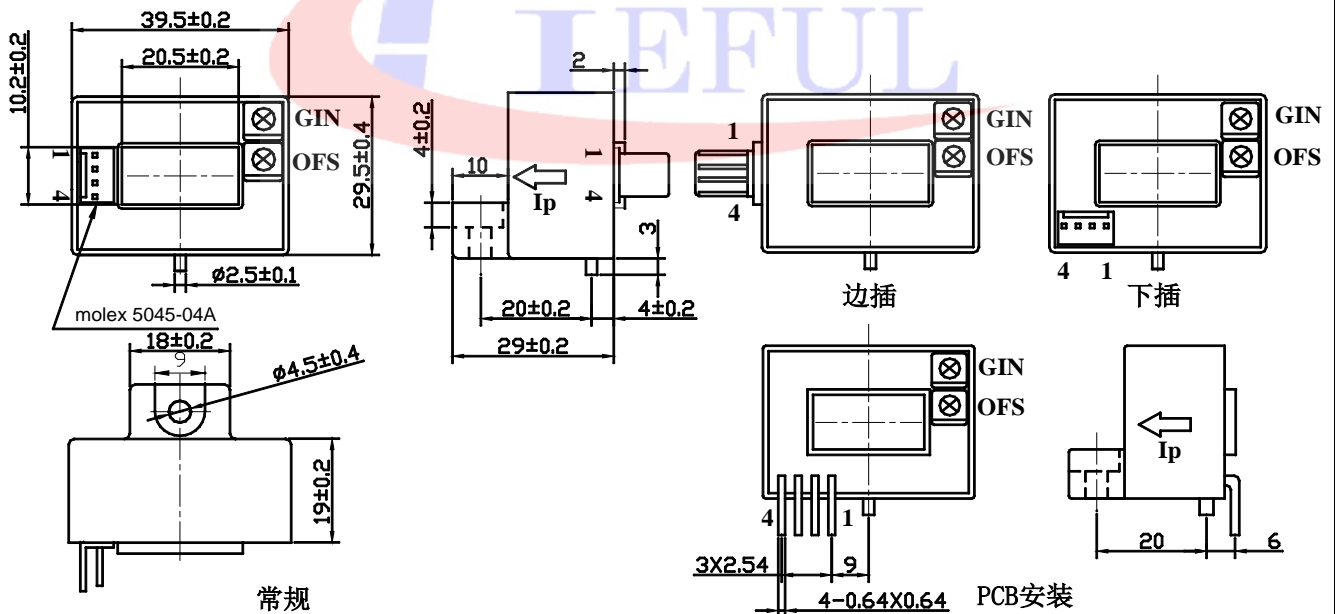 LEFUL
39.5±0.2
20.5±0.2
10.2±0.2
GIN
OFS
1
4
29.5±0.4
ø2.5±0.1
molex 5045-04A
2
4±0.2
10
Ip
1
4
3
20±0.2
4±0.2
29±0.2
1
4
GIN
OFS
边插
GIN
OFS
4 1
下插
18±0.2
9
ø4.5±0.4
19±0.2
常规
GIN
OFS
4 1
3X2.54
9
4-0.64X0.64
PCB安装
Ip
20
6